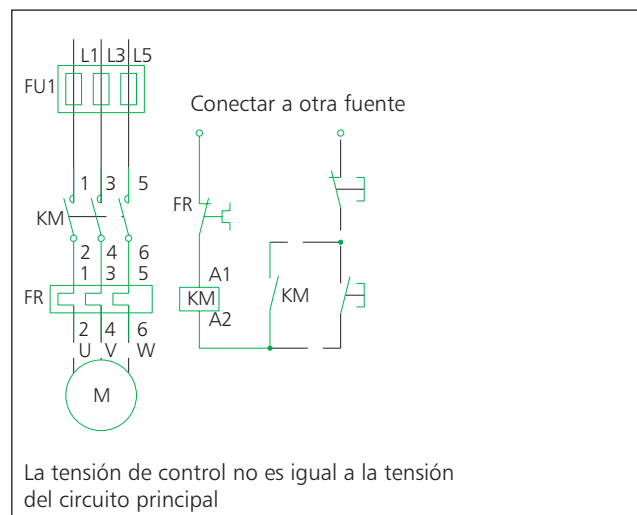 L1 L3 L5
FU1
Conectar a otra fuente
1 3 5
KM
FR
2 4 6
1 3 5
FR
A1
KM
KM
A2
2 4 6
U V W
M
La tensión de control no es igual a la tensión
del circuito principal